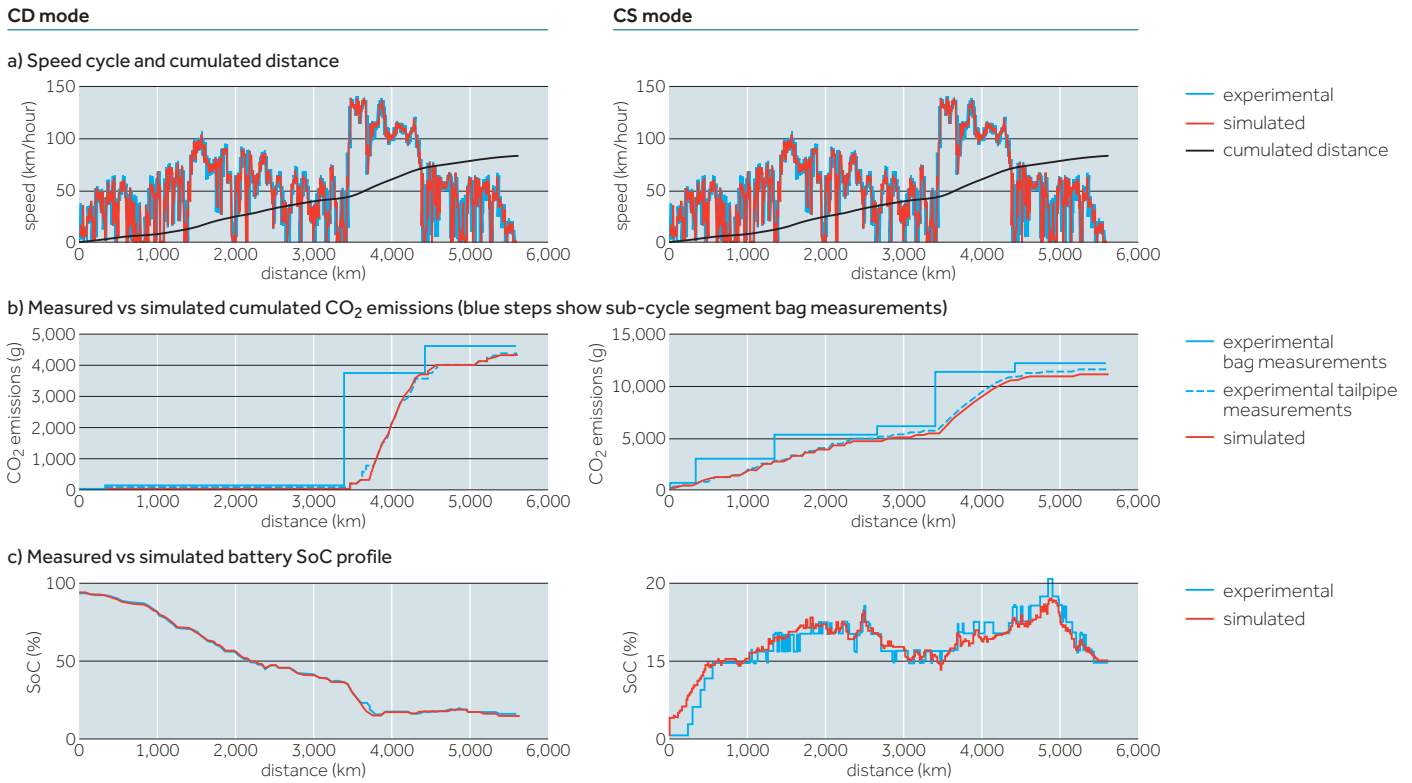 CD mode
CS mode
a) Speed cycle and cumulated distance
speed (km/hour)
150
100
50
0
0 1,000 2,000 3,000 4,000 5,000 6,000
distance (km)
speed (km/hour)
150
100
50
0
0 1,000 2,000 3,000 4,000 5,000 6,000
distance (km)
experimental
simulated
cumulated distance
b) Measured vs simulated cumulated CO₂ emissions (blue steps show sub-cycle segment bag measurements)
CO₂ emissions (g)
5,000
4,000
3,000
2,000
1,000
0
0 1,000 2,000 3,000 4,000 5,000 6,000
distance (km)
CO₂ emissions (g)
15,000
10,000
5,000
0
0 1,000 2,000 3,000 4,000 5,000 6,000
distance (km)
experimental
bag measurements
experimental tailpipe
measurements
simulated
c) Measured vs simulated battery SoC profile
SoC (%)
100
50
0
0 1,000 2,000 3,000 4,000 5,000 6,000
distance (km)
SoC (%)
20
15
0
0 1,000 2,000 3,000 4,000 5,000 6,000
distance (km)
experimental
simulated